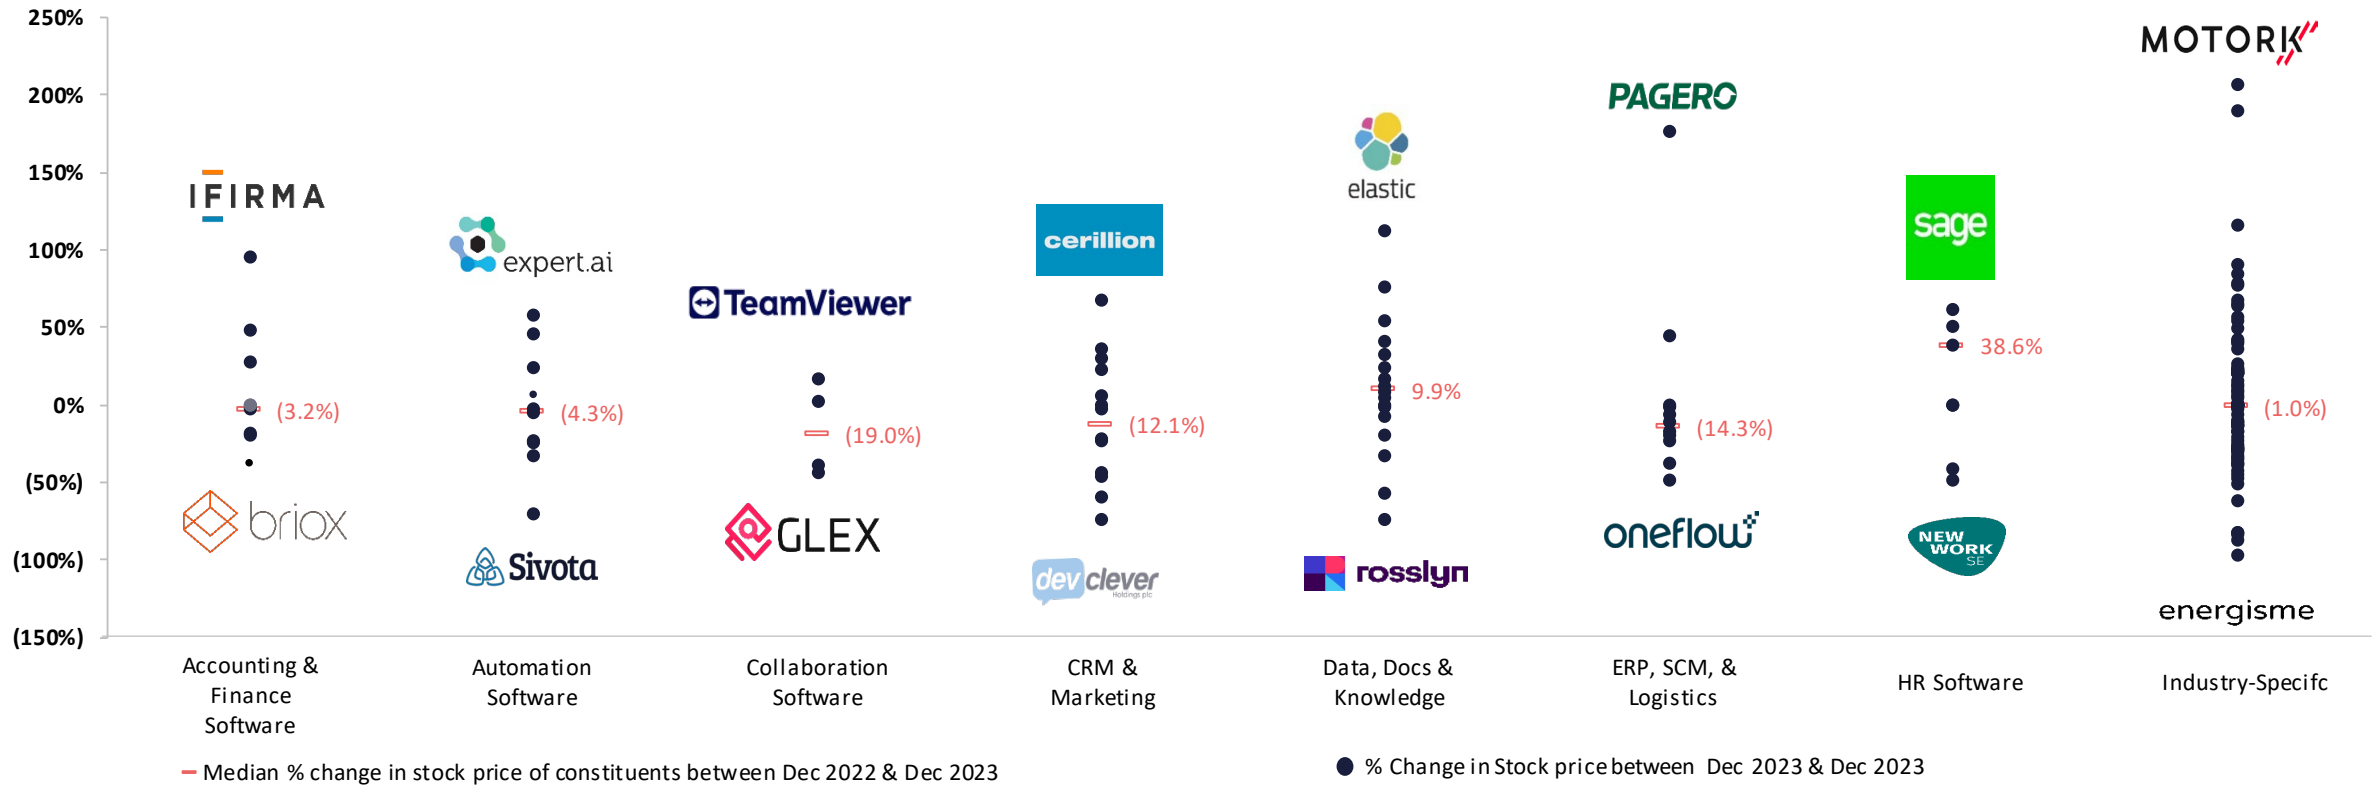 250%
200%
150%
100%
50%
0%
(50%)
(100%)
(150%)
IFIRMA
(3.2%)
briox
expert.ai
(4.3%)
Sivota
TeamViewer
(19.0%)
GLEX
cerillion
(12.1%)
dev clever
Holdings plc
elastic
9.9%
rosslyn
PAGERO
(14.3%)
oneflow
sage
38.6%
NEW
WORK
SE
MOTORK
(1.0%)
energisme
Accounting &
Finance
Software
Automation
Software
Collaboration
Software
CRM &
Marketing
Data, Docs &
Knowledge
ERP, SCM, &
Logistics
HR Software
Industry-Specifc
Median % change in stock price of constituents between Dec 2022 & Dec 2023
% Change in Stock price between Dec 2023 & Dec 2023